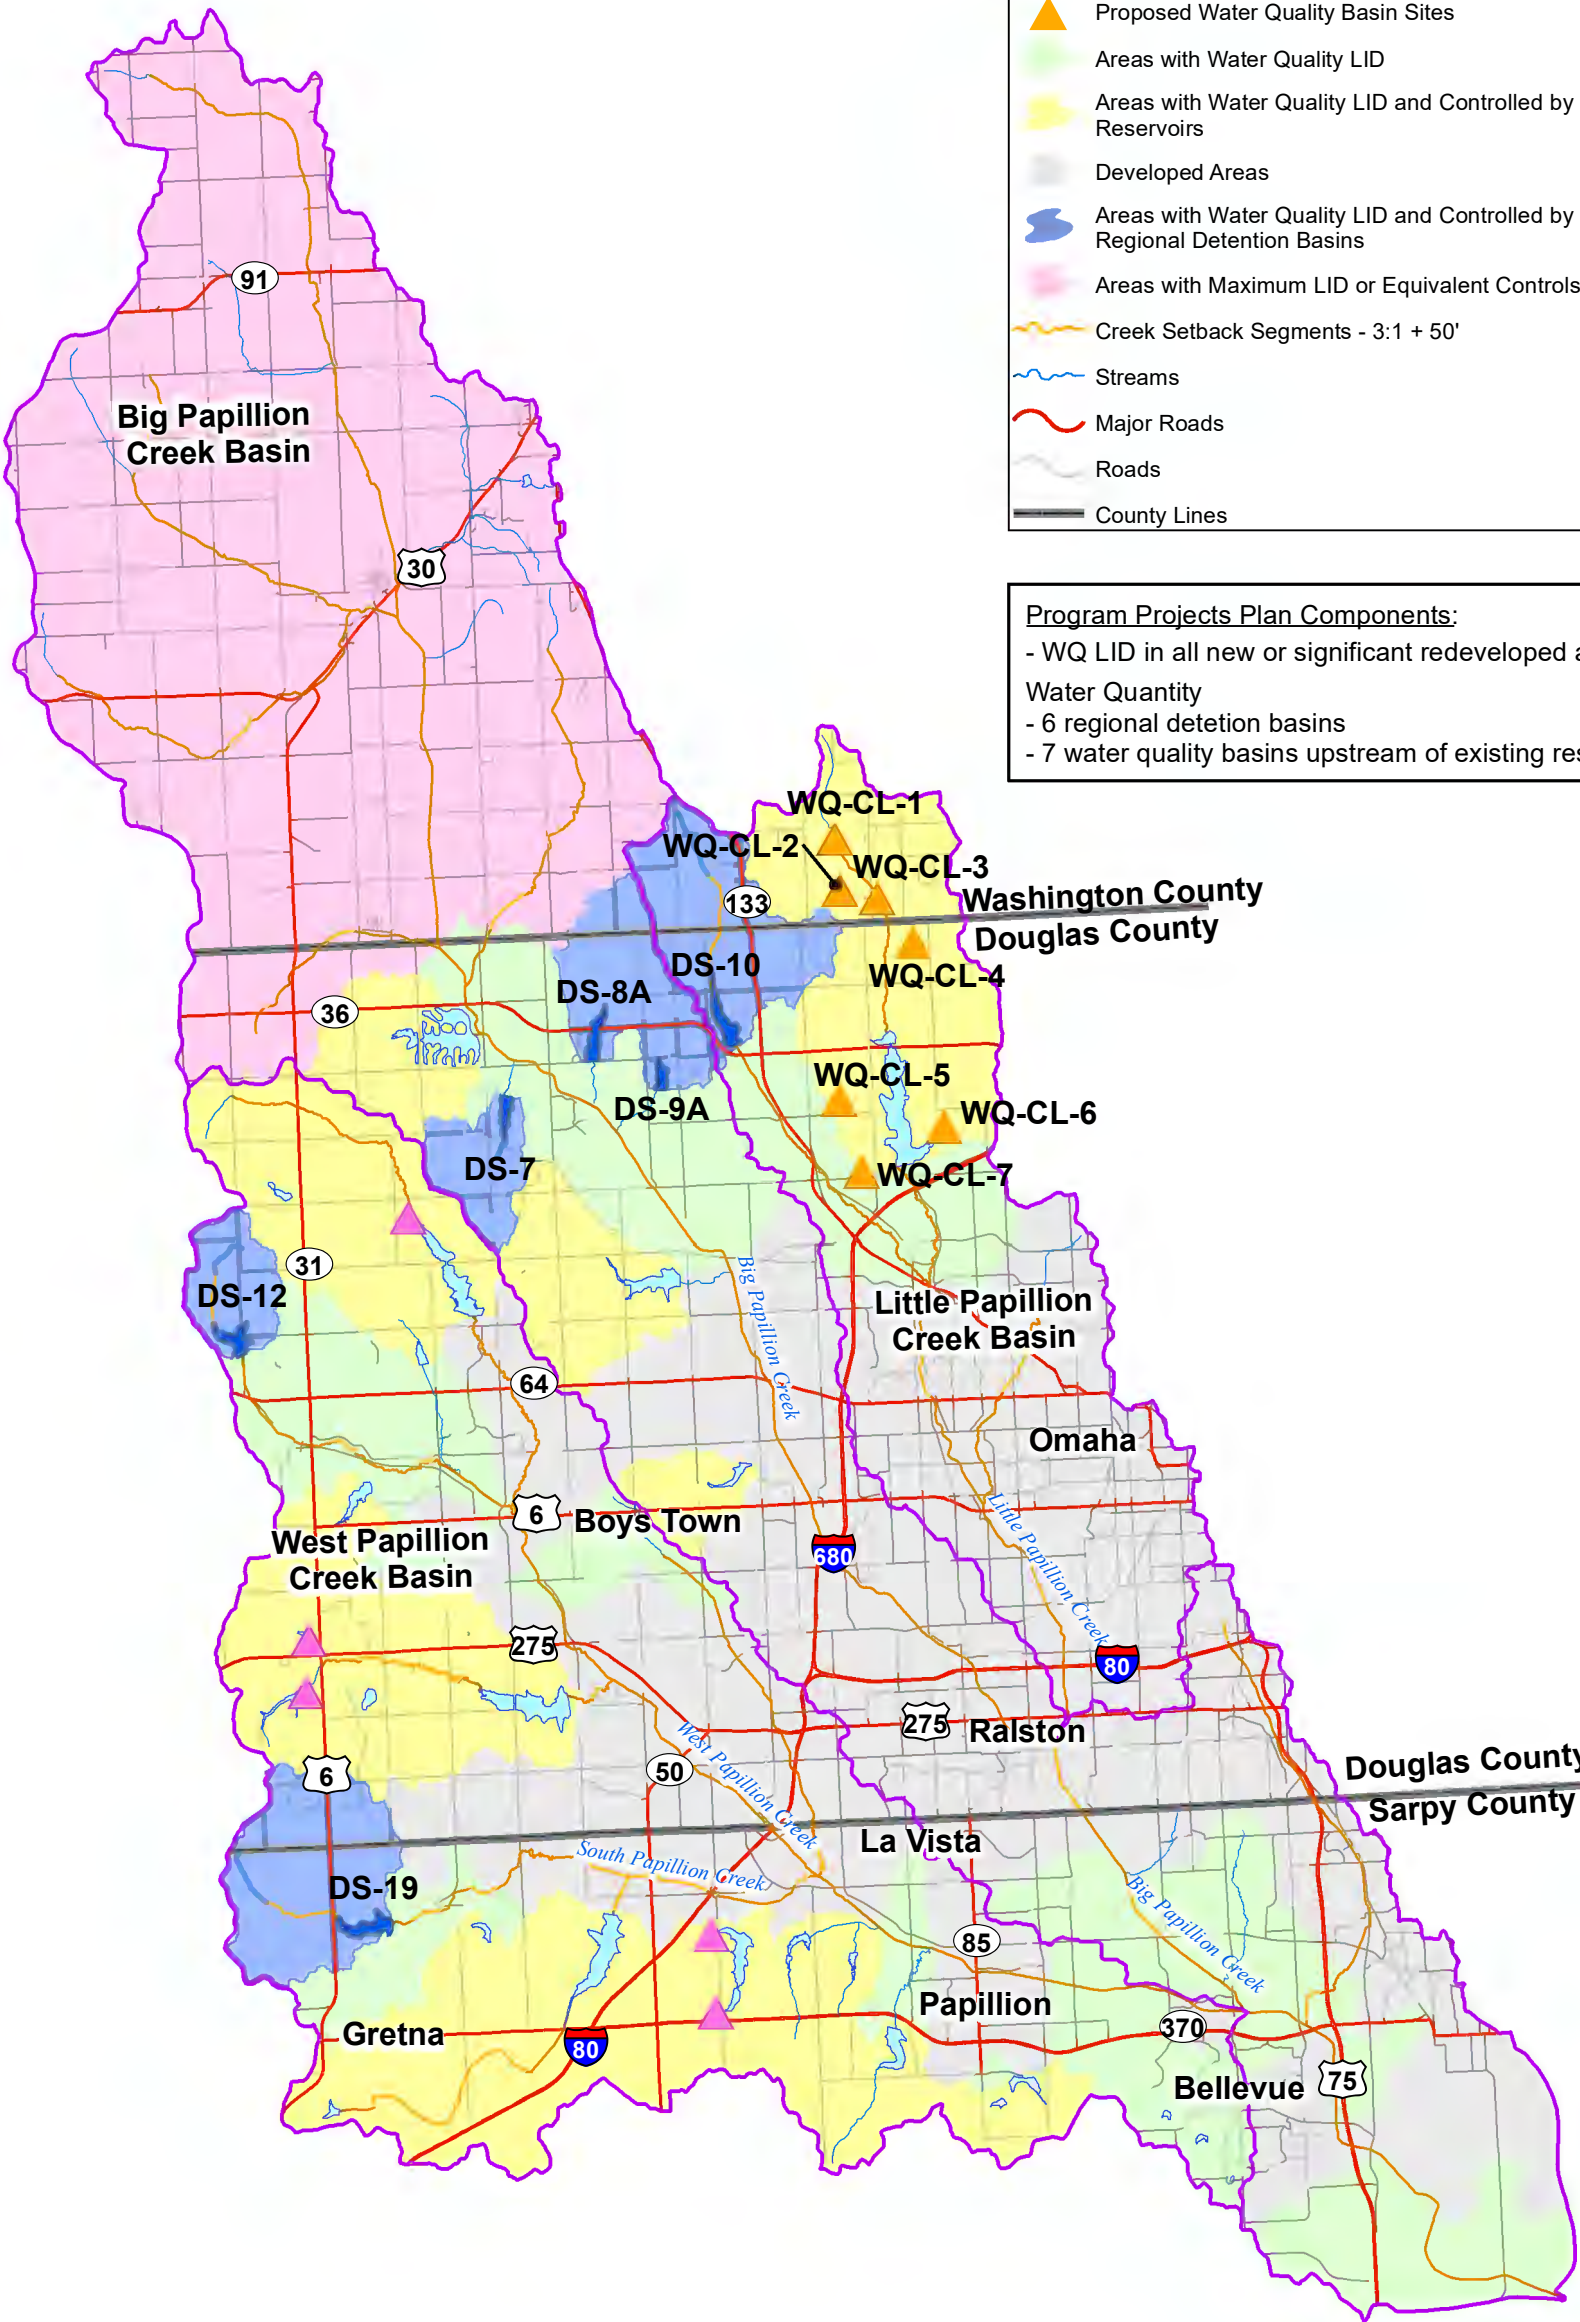 Proposed Water Quality Basin Sites
Areas with Water Quality LID
Areas with Water Quality LID and Controlled by
Reservoirs
Developed Areas
Areas with Water Quality LID and Controlled by
Regional Detention Basins
Areas with Maximum LID or Equivalent Controls
Creek Setback Segments - 3:1 + 50'
Streams
Major Roads
Roads
County Lines
Program Projects Plan Components:
- WQ LID in all new or significant redeveloped
Water Quantity
- 6 regional detetion basins
- 7 water quality basins upstream of existing
91
Big Papillion
Creek Basin
30
WQ-CL-1
WQ-CL-2
WQ-CL-3
133
Washington County
Douglas County
DS-10
WQ-CL-4
DS-8A
36
WQ-CL-5
DS-9A
WQ-CL-6
DS-7
WQ-CL-7
31
DS-12
Big Papillion Creek
Little Papillion
Creek Basin
64
Omaha
6
Boys Town
Little Papillion Creek
West Papillion
Creek Basin
680
275
80
275
Ralston
West Papillion Creek
6
50
Douglas County
Sarpy County
La Vista
South Papillion Creek
DS-19
Big Papillion Creek
85
Papillion
Gretna
370
80
Bellevue
75